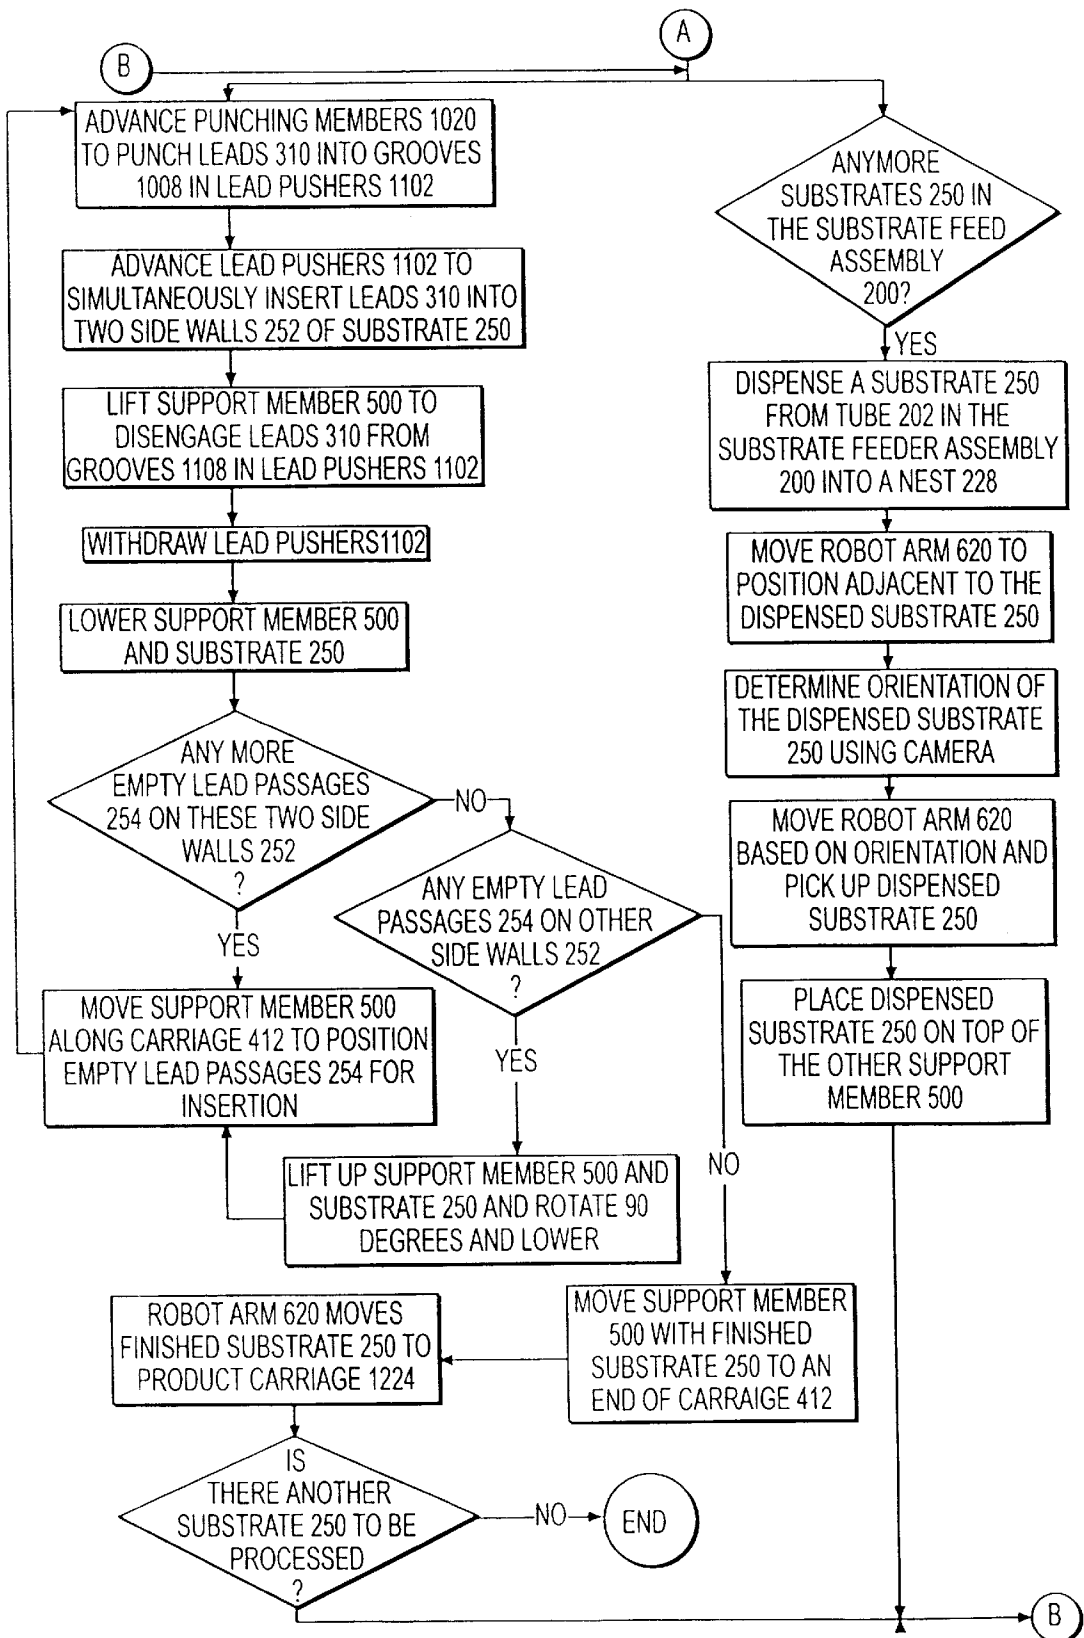 A
B
ADVANCE PUNCHING MEMBERS 1020
TO PUNCH LEADS 310 INTO GROOVES
1008 IN LEAD PUSHERS 1102
ADVANCE LEAD PUSHERS 1102 TO
SIMULTANEOUSLY INSERT LEADS 310 INTO
TWO SIDE WALLS 252 OF SUBSTRATE 250
LIFT SUPPORT MEMBER 500 TO
DISENGAGE LEADS 310 FROM
GROOVES 1108 IN LEAD PUSHERS 1102
WITHDRAW LEAD PUSHERS1102
LOWER SUPPORT MEMBER 500
AND SUBSTRATE 250
ANY MORE
EMPTY LEAD PASSAGES
254 ON THESE TWO SIDE
WALLS 252
?
NO
YES
ANY EMPTY LEAD
PASSAGES 254 ON OTHER
SIDE WALLS 252
?
YES
NO
MOVE SUPPORT MEMBER 500
ALONG CARRIAGE 412 TO POSITION
EMPTY LEAD PASSAGES 254 FOR
INSERTION
LIFT UP SUPPORT MEMBER 500 AND
SUBSTRATE 250 AND ROTATE 90
DEGREES AND LOWER
MOVE SUPPORT MEMBER
500 WITH FINISHED
SUBSTRATE 250 TO AN
END OF CARRAIGE 412
ROBOT ARM 620 MOVES
FINISHED SUBSTRATE 250 TO
PRODUCT CARRIAGE 1224
IS
THERE ANOTHER
SUBSTRATE 250 TO BE
PROCESSED
?
NO
END
ANYMORE
SUBSTRATES 250 IN
THE SUBSTRATE FEED
ASSEMBLY
200?
YES
DISPENSE A SUBSTRATE 250
FROM TUBE 202 IN THE
SUBSTRATE FEEDER ASSEMBLY
200 INTO A NEST 228
MOVE ROBOT ARM 620 TO
POSITION ADJACENT TO THE
DISPENSED SUBSTRATE 250
DETERMINE ORIENTATION OF
THE DISPENSED SUBSTRATE
250 USING CAMERA
MOVE ROBOT ARM 620
BASED ON ORIENTATION AND
PICK UP DISPENSED
SUBSTRATE 250
PLACE DISPENSED
SUBSTRATE 250 ON TOP OF
THE OTHER SUPPORT
MEMBER 500
B